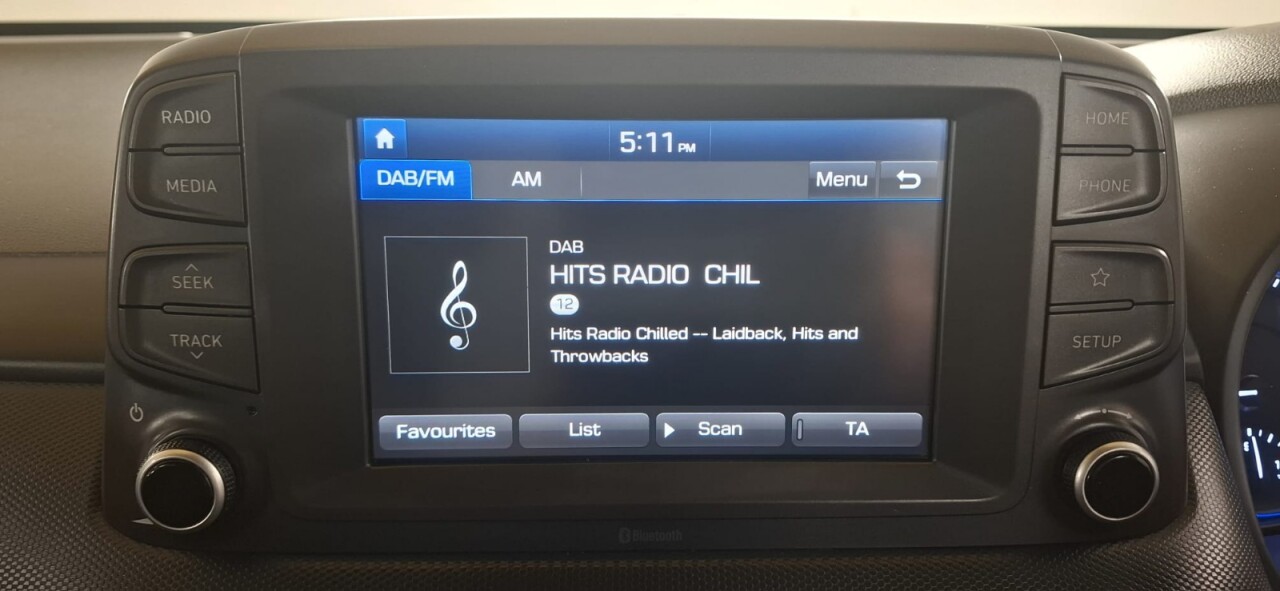 RADIO
MEDIA
SEEK
TRACK
5:11 PM
DAB/FM AM Menu
DAB
HITS RADIO CHIL
12
Hits Radio Chilled -- Laidback, Hits and
Throwbacks
Favourites List Scan TA
HOME
PHONE
SETUP
Bluetooth